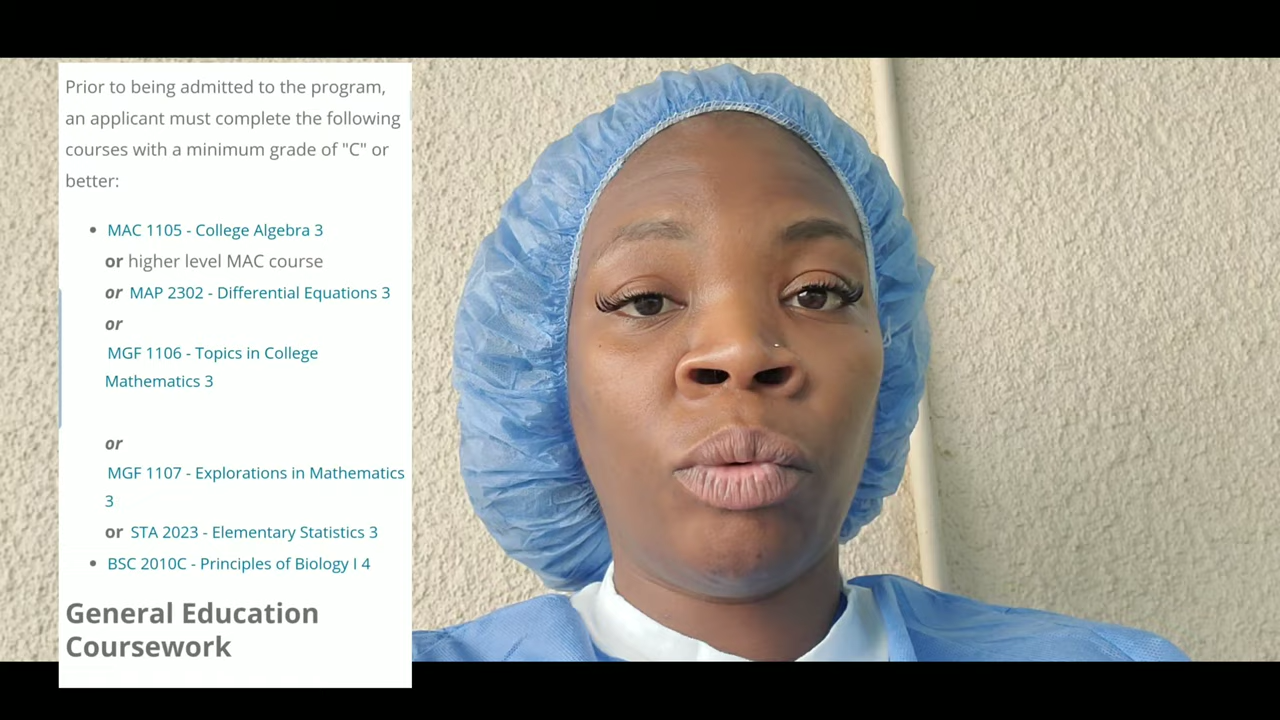 Prior to being admitted to the program,
an applicant must complete the following
courses with a minimum grade of "C" or
better:
• MAC 1105 - College Algebra 3
or higher level MAC course
or MAP 2302 - Differential Equations 3
or
MGF 1106 - Topics in College
Mathematics 3
or
MGF 1107 - Explorations in Mathematics
3
or STA 2023 - Elementary Statistics 3
• BSC 2010C - Principles of Biology I 4
General Education
Coursework